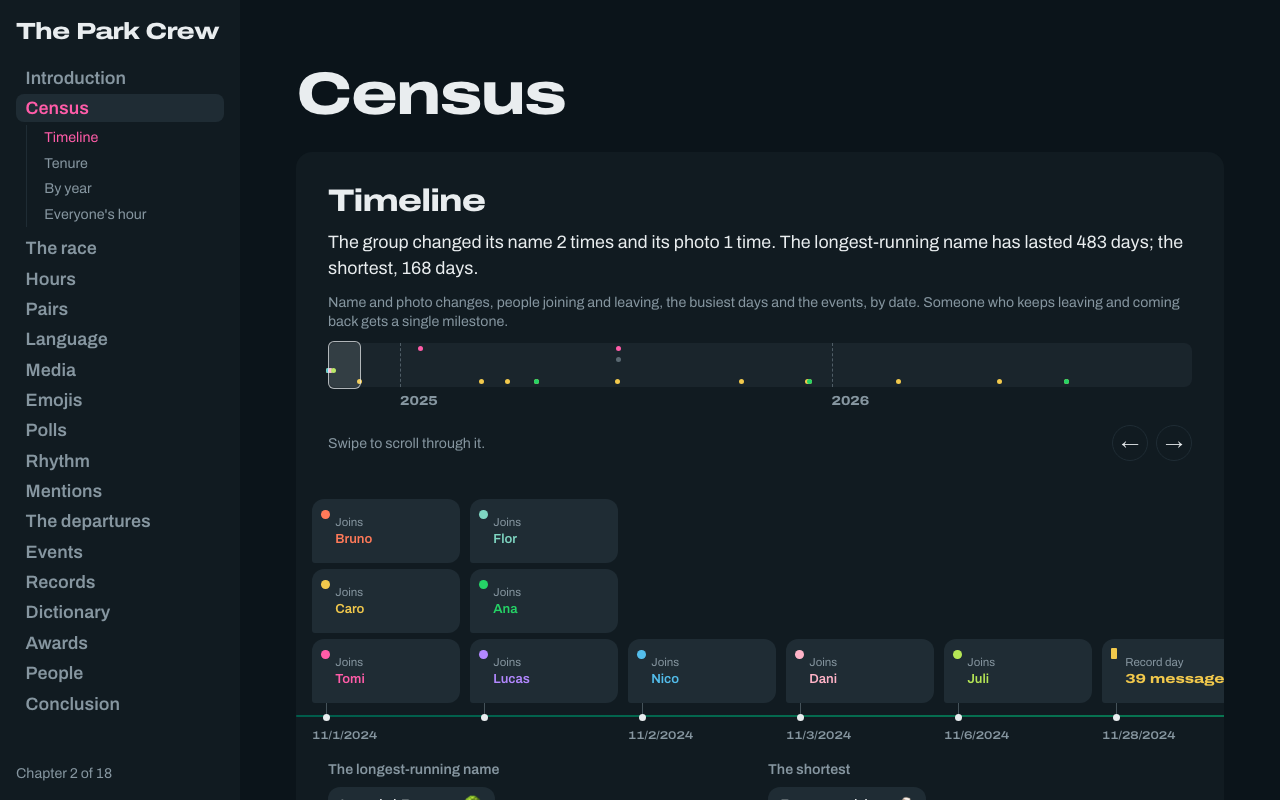 The Park Crew
Introduction
Census
Timeline
Tenure
By year
Everyone's hour
The race
Hours
Pairs
Language
Media
Emojis
Polls
Rhythm
Mentions
The departures
Events
Records
Dictionary
Awards
People
Conclusion
Chapter 2 of 18
Census
Timeline
The group changed its name 2 times and its photo 1 time. The longest-running name has lasted 483 days; the
shortest, 168 days.
Name and photo changes, people joining and leaving, the busiest days and the events, by date. Someone who keeps leaving and coming
back gets a single milestone.
2025
2026
Swipe to scroll through it.
← →
Joins
Bruno
Joins
Flor
Joins
Caro
Joins
Ana
Joins
Tomi
Joins
Lucas
Joins
Nico
Joins
Dani
Joins
Juli
Record day
39 message
11/1/2024
11/2/2024
11/3/2024
11/6/2024
11/28/2024
The longest-running name
The shortest